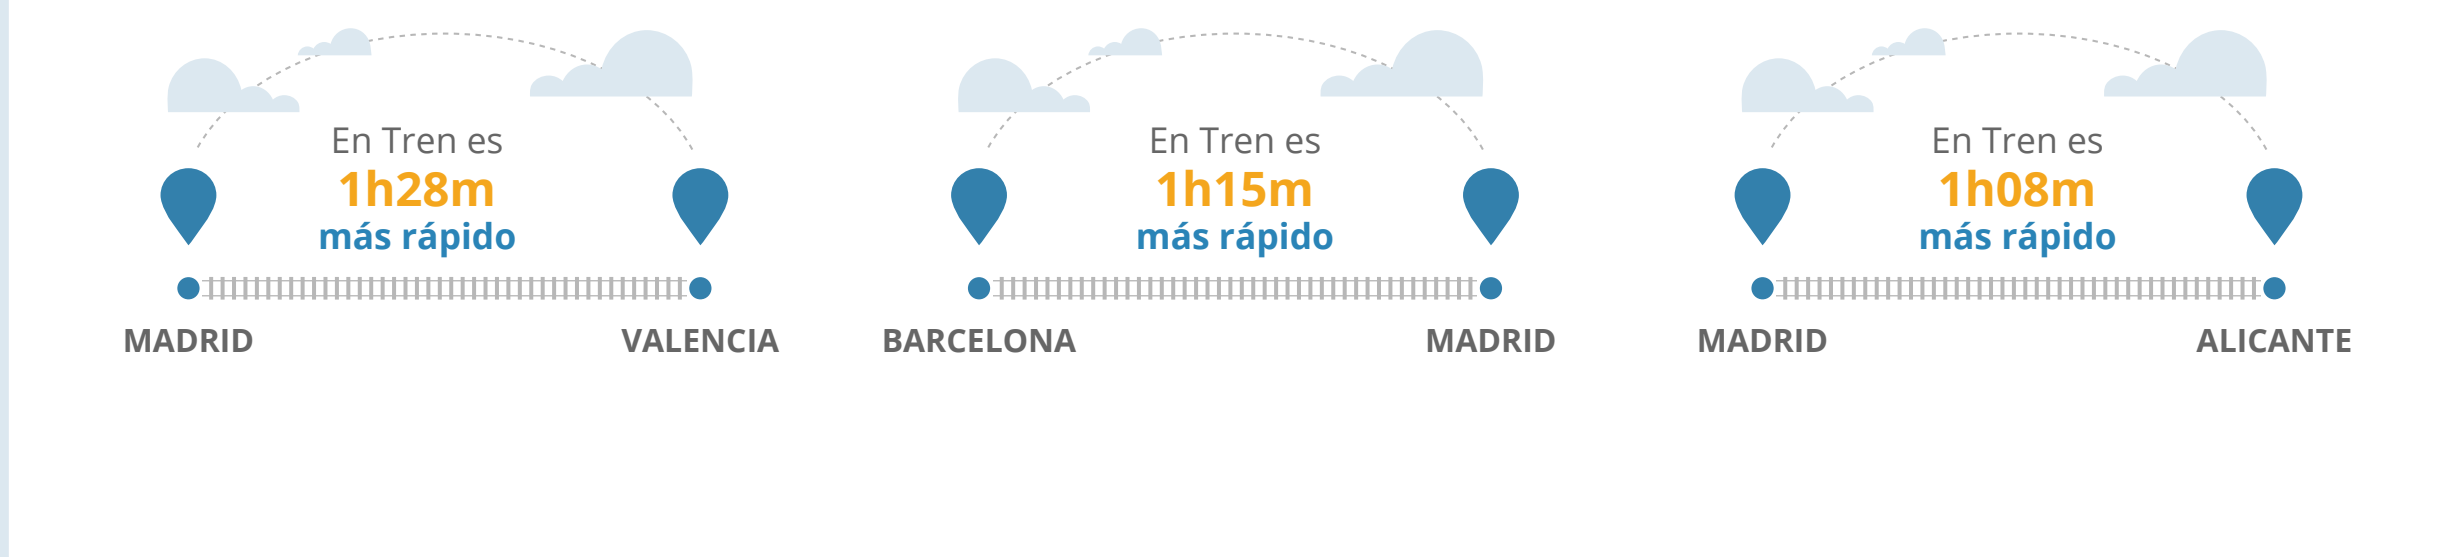 En Tren es
1h28m
más rápido
MADRID
VALENCIA
En Tren es
1h15m
más rápido
BARCELONA
MADRID
En Tren es
1h08m
más rápido
MADRID
ALICANTE